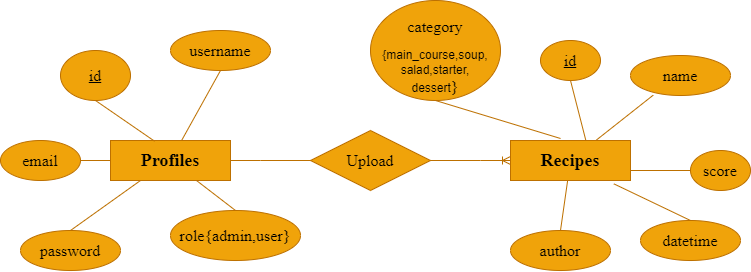 category
{main_course,soup,
salad,starter,
dessert}
username
id
id
name
email
Profiles
Upload
Recipes
score
password
role{admin,user}
author
datetime